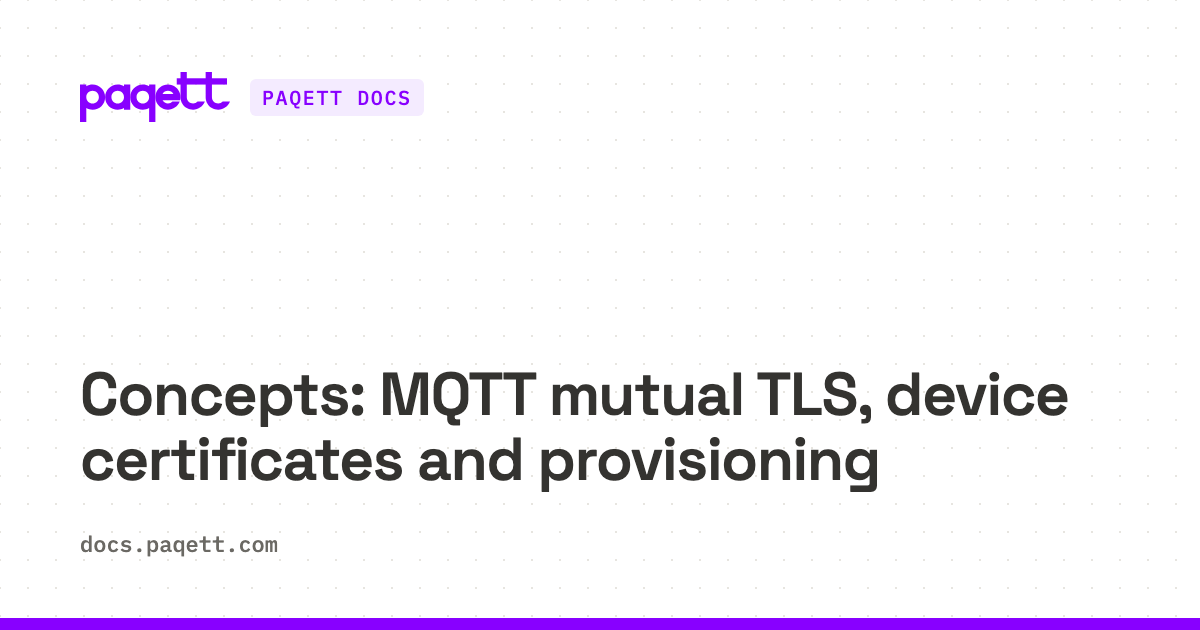 paqett
PAQETT DOCS
Concepts: MQTT mutual TLS, device
certificates and provisioning
docs.paqett.com